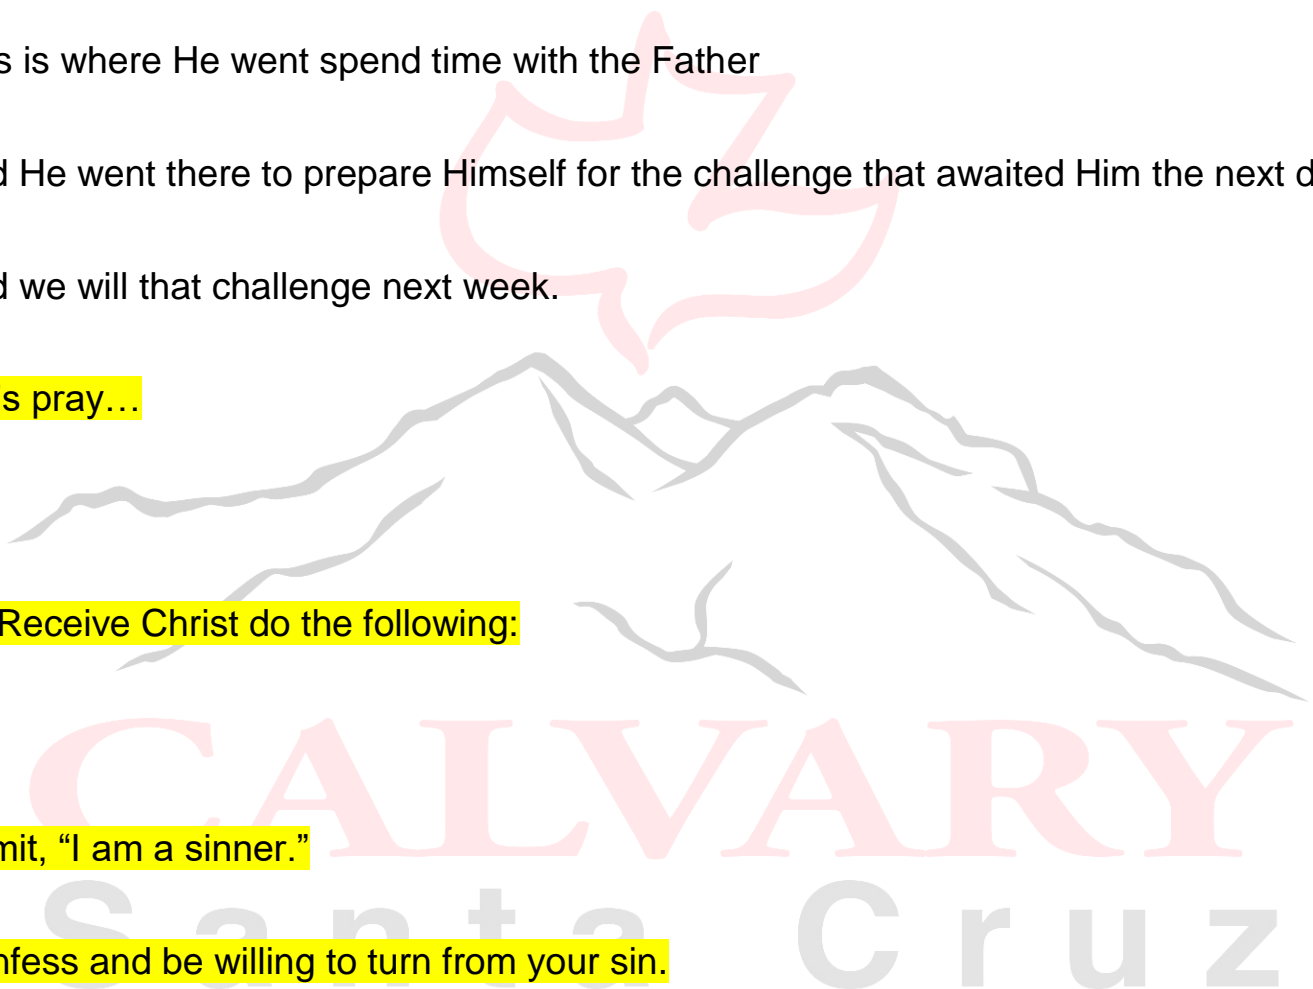 s is where He went spend time with the Father
d He went there to prepare Himself for the challenge that awaited Him the next d
d we will that challenge next week.
's pray…
Receive Christ do the following:
CALVARY
mit, “I am a sinner.”
Santa Cruz
nfess and be willing to turn from your sin.